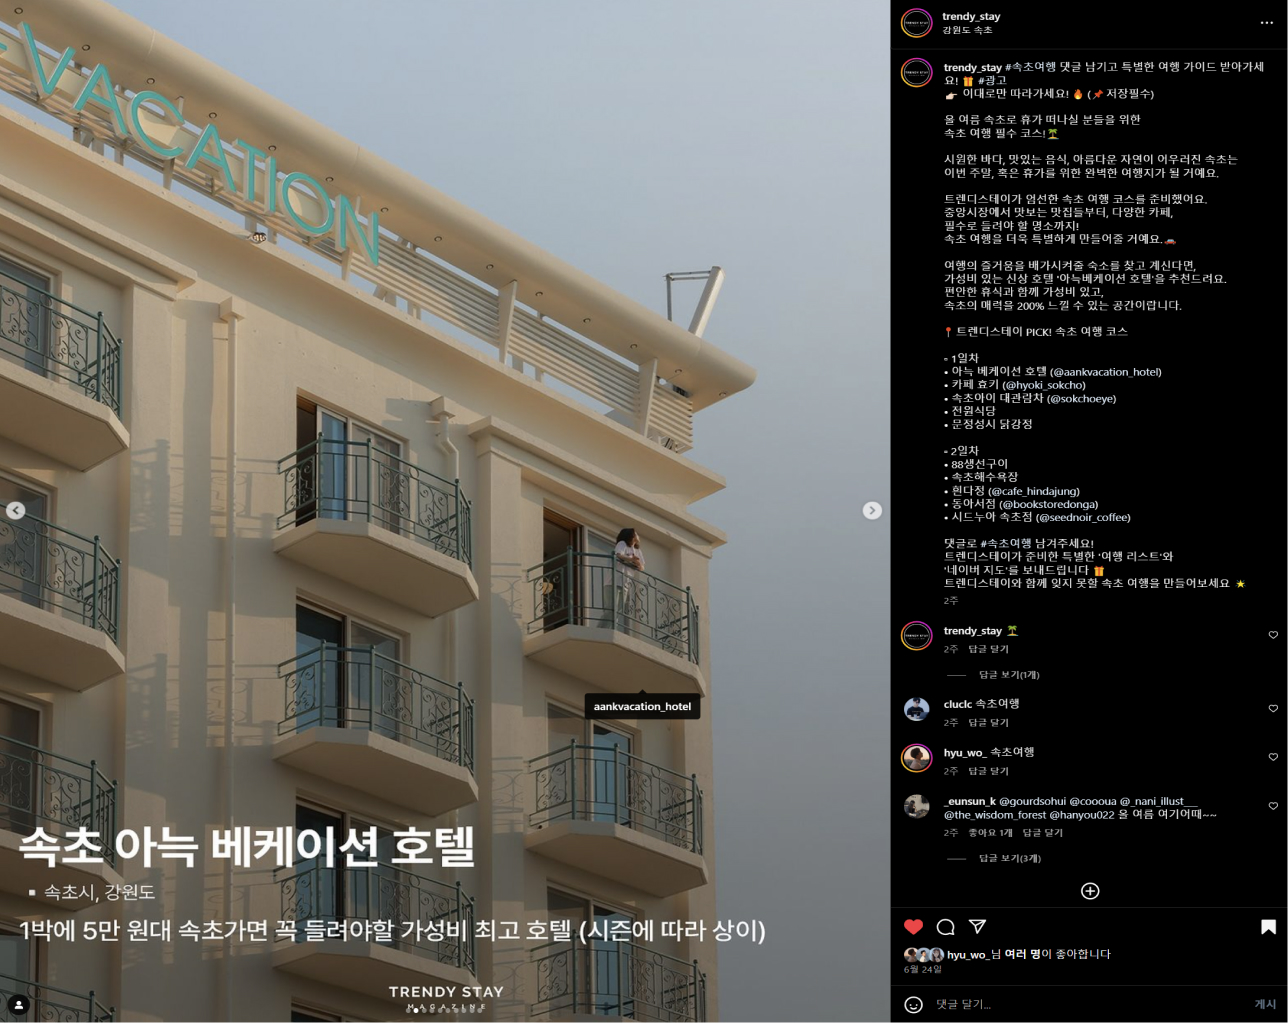 VACATION
aankvacation_hotel
속초 아늑 베케이션 호텔
▪ 속초시, 강원도
1박에 5만 원대 속초가면 꼭 들려야할 가성비 최고 호텔 (시즌에 따라 상이)
TRENDY STAY
MAGAZINE
trendy_stay
강원도 속초
trendy_stay #속초여행 댓글 남기고 특별한 여행 가이드 받아가세
요! 🎁 #광고
👉🏻 이대로만 따라가세요! 🔥 (📌저장필수)
올 여름 속초로 휴가 떠나실 분들을 위한
속초 여행 필수 코스!🏝️
시원한 바다, 맛있는 음식, 아름다운 자연이 어우러진 속초는
이번 주말, 혹은 휴가를 위한 완벽한 여행지가 될 거예요.
트렌디스테이가 엄선한 속초 여행 코스를 준비했어요.
중앙시장에서 맛보는 맛집들부터, 다양한 카페,
필수로 들려야 할 명소까지!
속초 여행을 더욱 특별하게 만들어줄 거예요.🚗
여행의 즐거움을 배가시켜줄 숙소를 찾고 계신다면,
가성비 있는 신상 호텔 '아늑베케이션 호텔'을 추천드려요.
편안한 휴식과 함께 가성비 있고,
속초의 매력을 200% 느낄 수 있는 공간이랍니다.
📍트렌디스테이 PICK! 속초 여행 코스
▫️ 1일차
• 아늑 베케이션 호텔 (@aankvacation_hotel)
• 카페 효키 (@hyoki_sokcho)
• 속초아이 대관람차 (@sokchoeye)
• 전원식당
• 문정성시 닭강정
▫️ 2일차
• 88생선구이
• 속초해수욕장
• 흰다정 (@cafe_hindajung)
• 동아서점 (@bookstoredonga)
• 시드누아 속초점 (@seednoir_coffee)
댓글로 #속초여행 남겨주세요!
트렌디스테이가 준비한 특별한 '여행 리스트'와
'네이버 지도'를 보내드립니다 🎁
트렌디스테이와 함께 잊지 못할 속초 여행을 만들어보세요 ⭐
2주
trendy_stay 🏝️
2주 답글 달기
답글 보기(1개)
cluclc 속초여행
2주 답글 달기
hyu_wo_ 속초여행
2주 답글 달기
_eunsun_k @gourdsohui @coooua @_nani_illust__
@the_wisdom_forest @hanyou022 올 여름 여기어때~~
2주 좋아요 1개 답글 달기
답글 보기(3개)
hyu_wo_님 여러 명이 좋아합니다
6월 24일
댓글 달기...
게시